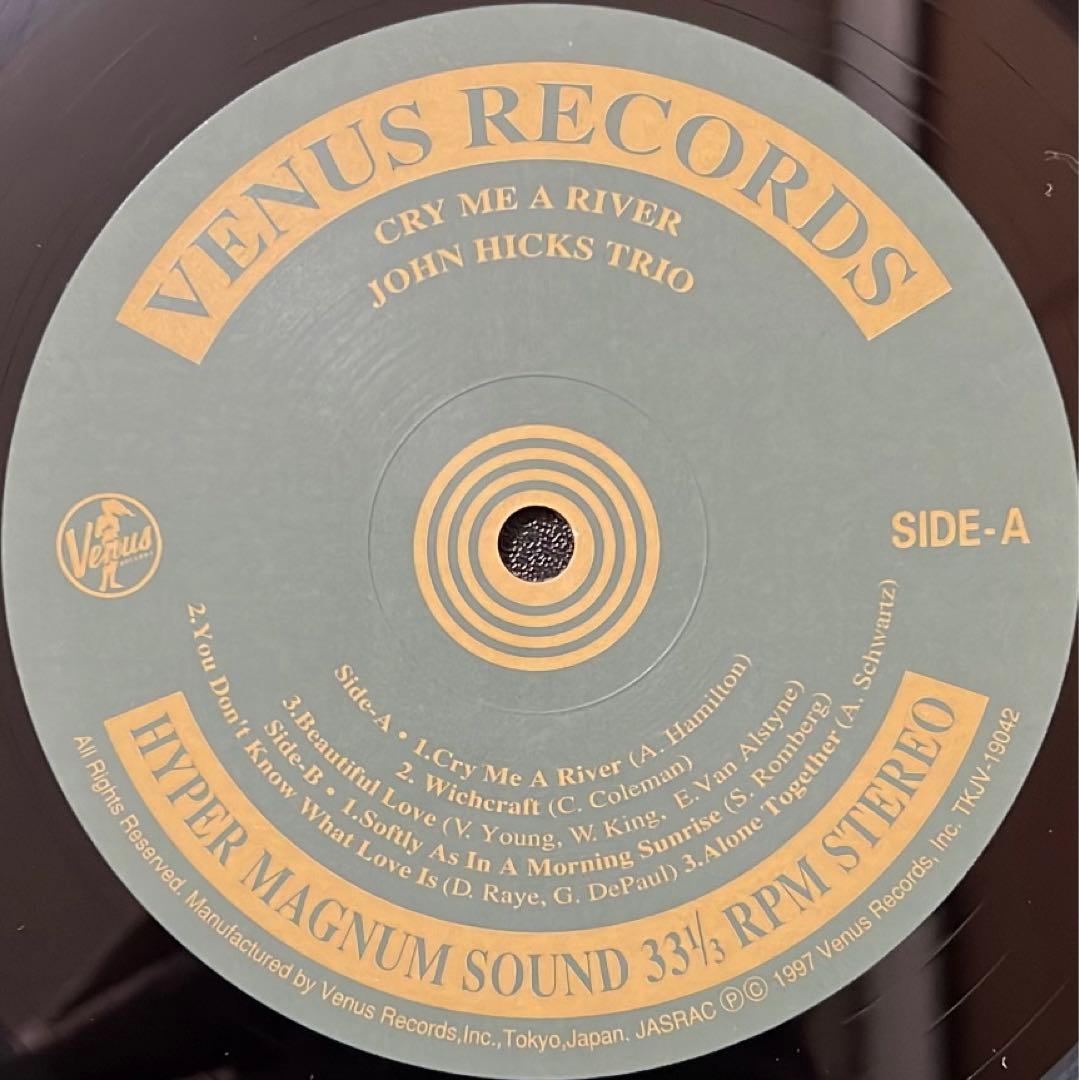 VENUS RECORDS
CRY ME A RIVER
JOHN HICKS TRIO
Venus
RECORDS
SIDE-A
Side-A • 1.Cry Me A River (A. Hamilton)
2. Wichcraft (C. Coleman)
3.Beautiful Love (V. Young, W. King, E.Van Alstyne)
Side-B • 1.Softly As In A Morning Sunrise (S. Romberg)
2.You Don't Know What Love Is (D. Raye, G. DePaul) 3.Alone Together (A. Schwartz)
HYPER MAGNUM SOUND 33⅓ RPM STEREO
All Rights Reserved. Manufactured by Venus Records,Inc.,Tokyo,Japan. JASRAC ⓅⒸ 1997 Venus Records, Inc. TKJV-19042